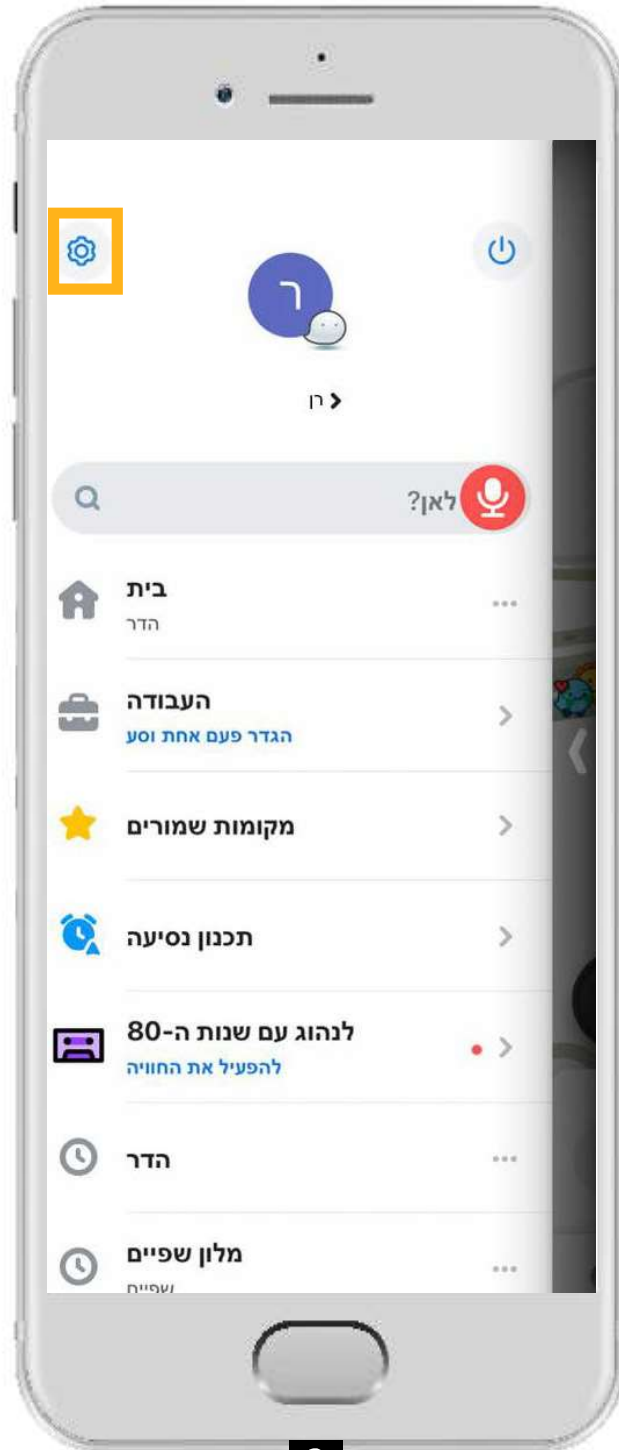 ר
רן
לאן?
בית
הדר
העבודה
הגדר פעם אחת וסע
מקומות שמורים
תכנון נסיעה
לנהוג עם שנות ה-80
להפעיל את החוויה
הדר
מלון שפיים
שפיים